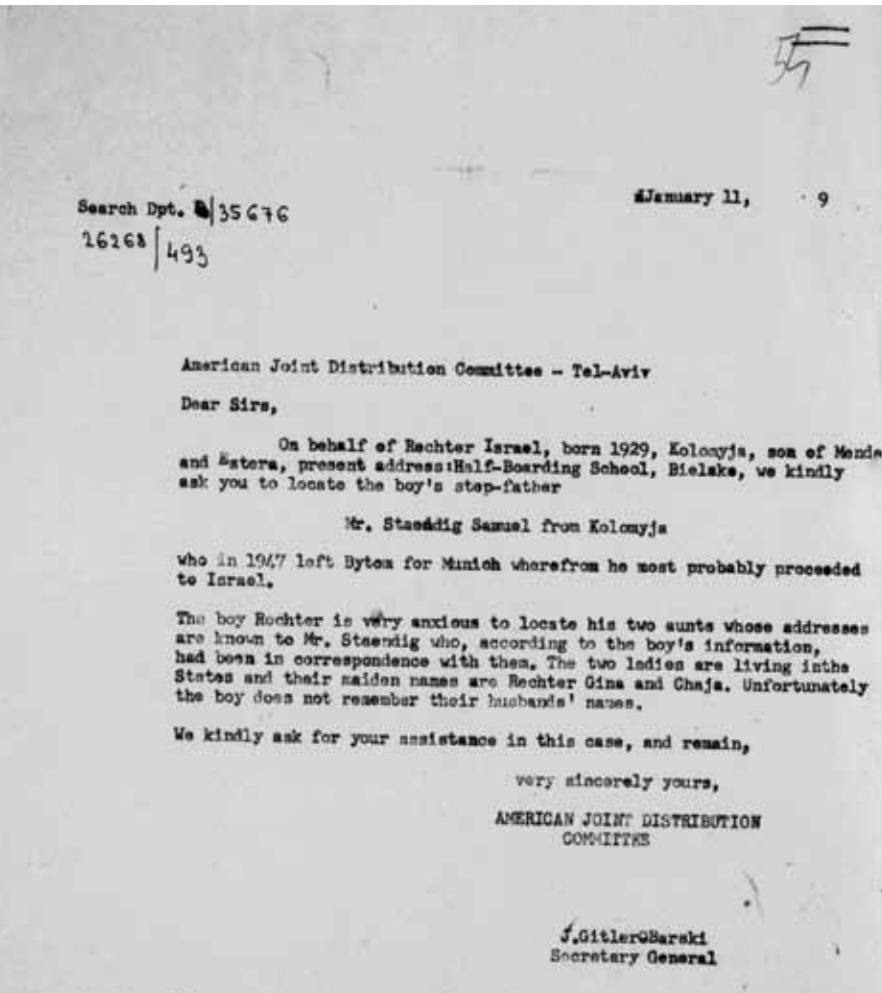 Search Dpt. 35676
26268/493
January 11, 9
American Joint Distribution Committee - Tel-Aviv
Dear Sirs,
On behalf of Rechter Israel, born 1929, Kolomyja, son of Mende
and Estera, present address:Half-Boarding School, Bielsko, we kindly
ask you to locate the boy's step-father
Mr. Staendig Samuel from Kolomyja
who in 1947 left Bytom for Munich wherefrom he most probably proceeded
to Israel.
The boy Rechter is very anxious to locate his two aunts whose addresses
are known to Mr. Staendig who, according to the boy's information,
had been in correspondence with them. The two ladies are living inthe
States and their maiden names are Rechter Gina and Chaja. Unfortunately
the boy does not remember their husbands' names.
We kindly ask for your assistance in this case, and remain,
very sincerely yours,
AMERICAN JOINT DISTRIBUTION
COMMITTEE
J.Gitler-Barski
Secretary General